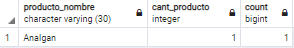 producto_nombre cant_producto count
character varying (30) integer bigint
1 Analgan 1 1